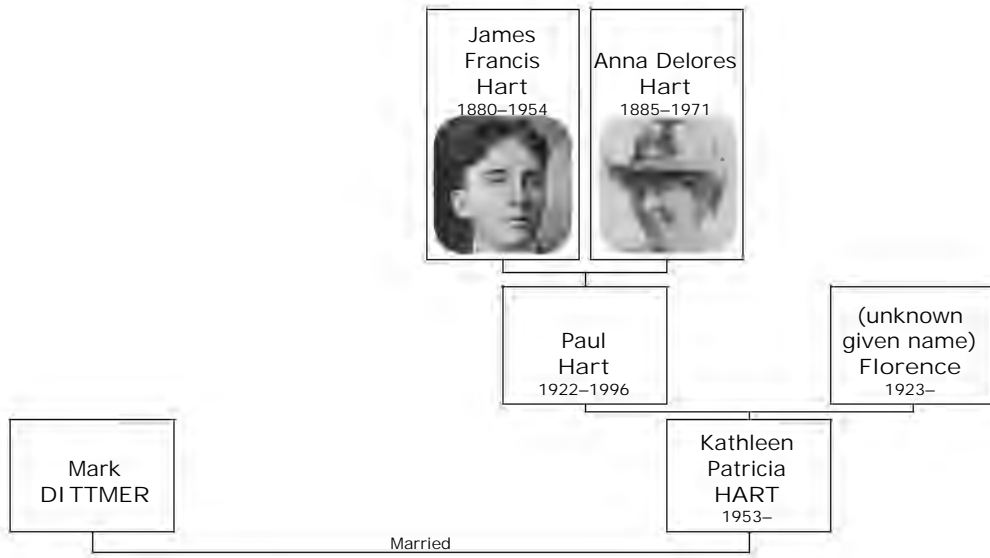 James
Francis
Hart
1880–1954
Anna Delores
Hart
1885–1971
Paul
Hart
1922–1996
(unknown
given name)
Florence
1923–
Mark
DITTMER
Kathleen
Patricia
HART
1953–
Married